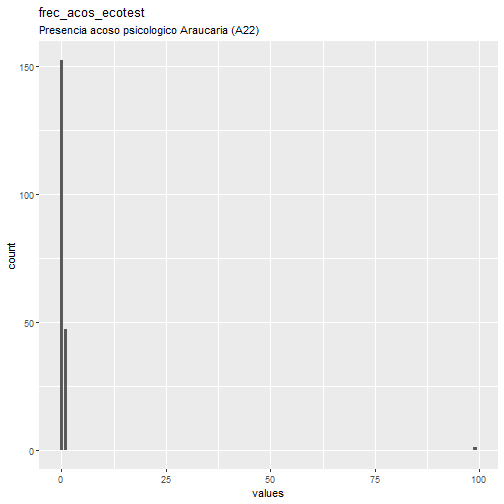 frec_acos_ecotest
Presencia acoso psicologico Araucaria (A22)
150
100
50
0
count
0 25 50 75 100
values